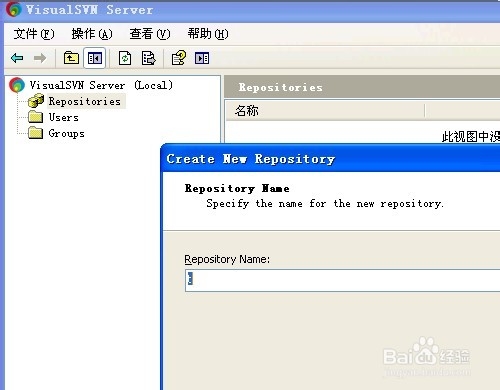 VisualSVN Server
文件(F) 操作(A) 查看(V) 帮助(H)
VisualSVN Server (Local)
Repositories
Users
Groups
Repositories
名称
此视图中没
Create New Repository
Repository Name
Specify the name for the new repository.
Repository Name:
Baidu经验